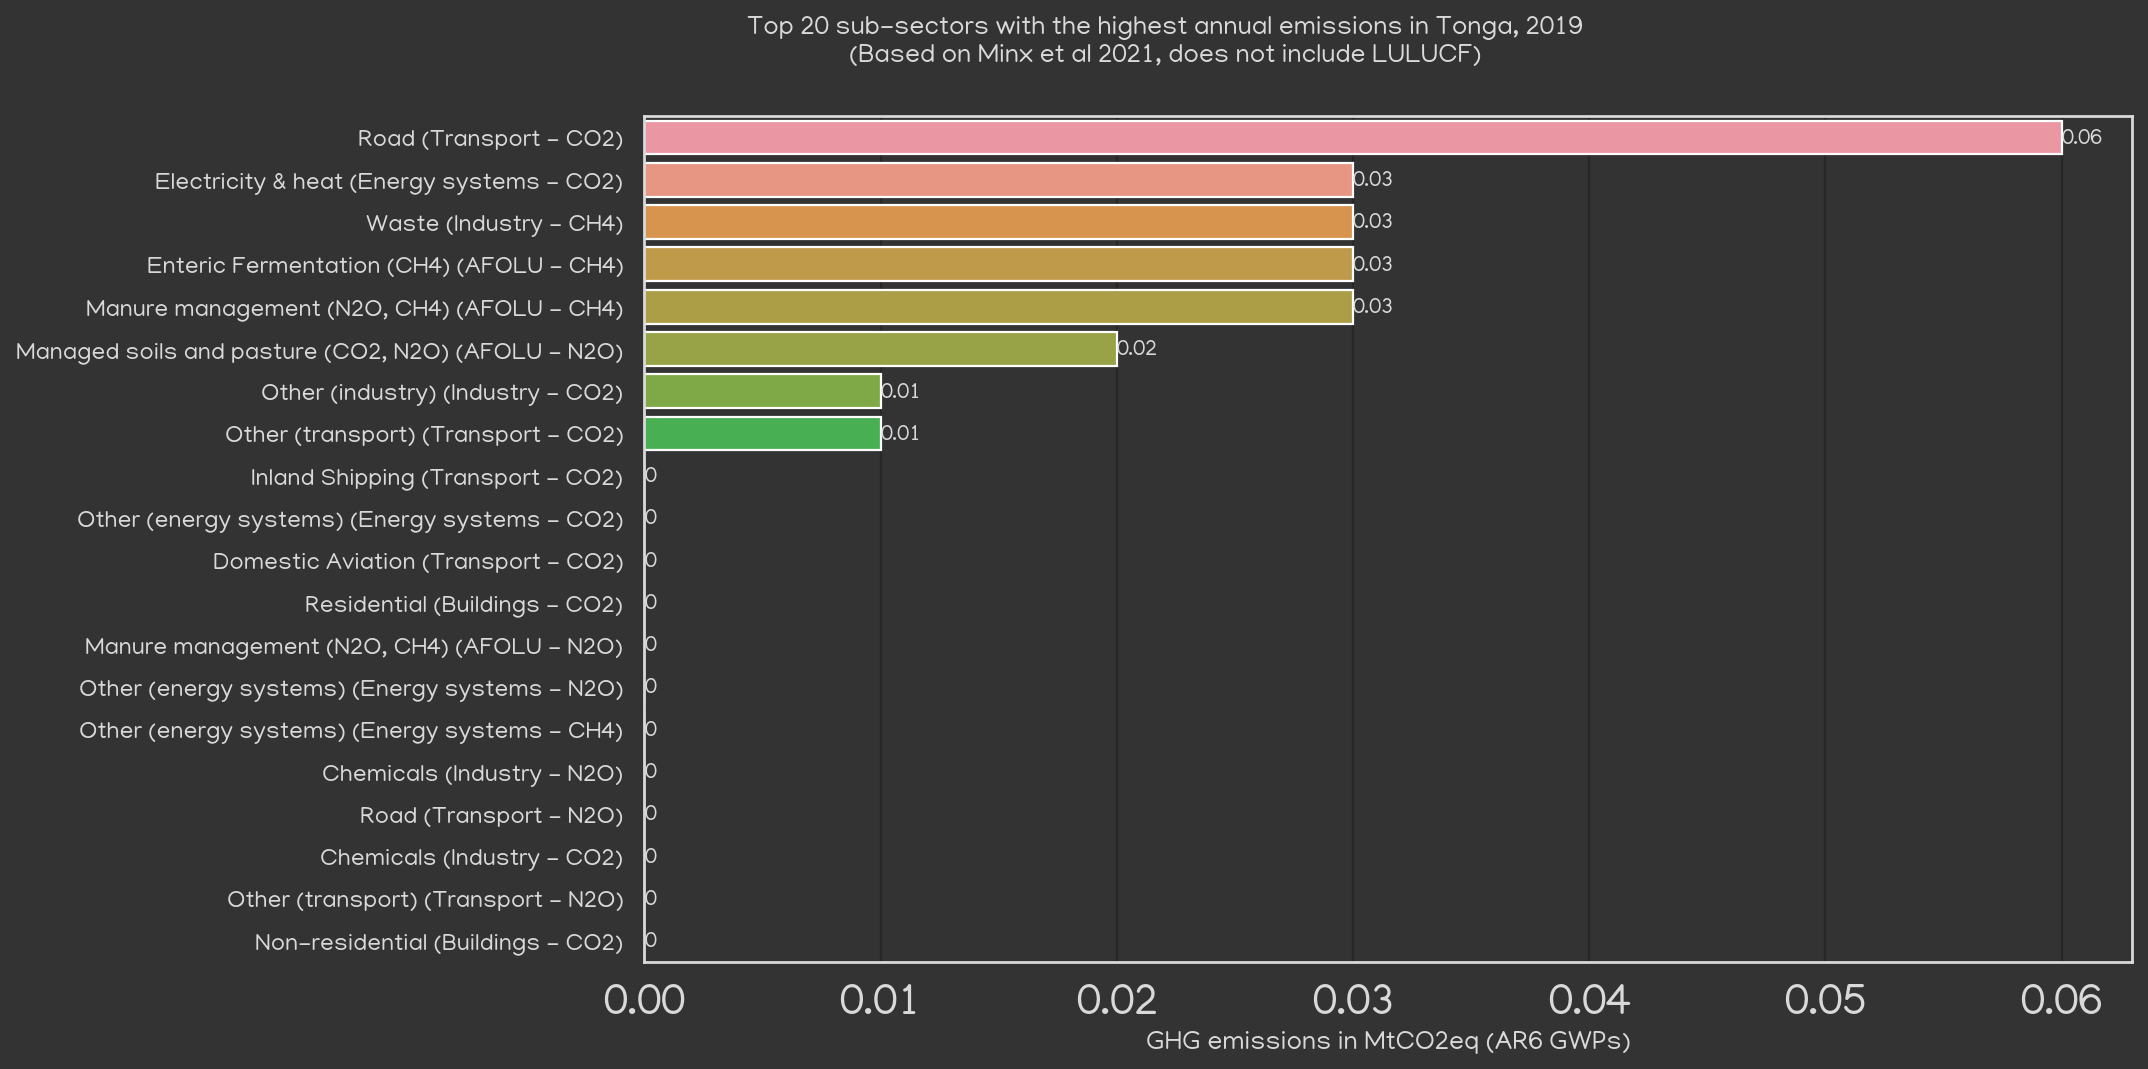 Top 20 sub-sectors with the highest annual emissions in Tonga, 2019
(Based on Minx et al 2021, does not include LULUCF)
Road (Transport - CO2) 0.06
Electricity & heat (Energy systems - CO2) 0.03
Waste (Industry - CH4) 0.03
Enteric Fermentation (CH4) (AFOLU - CH4) 0.03
Manure management (N2O, CH4) (AFOLU - CH4) 0.03
Managed soils and pasture (CO2, N2O) (AFOLU - N2O) 0.02
Other (industry) (Industry - CO2) 0.01
Other (transport) (Transport - CO2) 0.01
Inland Shipping (Transport - CO2) 0
Other (energy systems) (Energy systems - CO2) 0
Domestic Aviation (Transport - CO2) 0
Residential (Buildings - CO2) 0
Manure management (N2O, CH4) (AFOLU - N2O) 0
Other (energy systems) (Energy systems - N2O) 0
Other (energy systems) (Energy systems - CH4) 0
Chemicals (Industry - N2O) 0
Road (Transport - N2O) 0
Chemicals (Industry - CO2) 0
Other (transport) (Transport - N2O) 0
Non-residential (Buildings - CO2) 0
0.00 0.01 0.02 0.03 0.04 0.05 0.06
GHG emissions in MtCO2eq (AR6 GWPs)